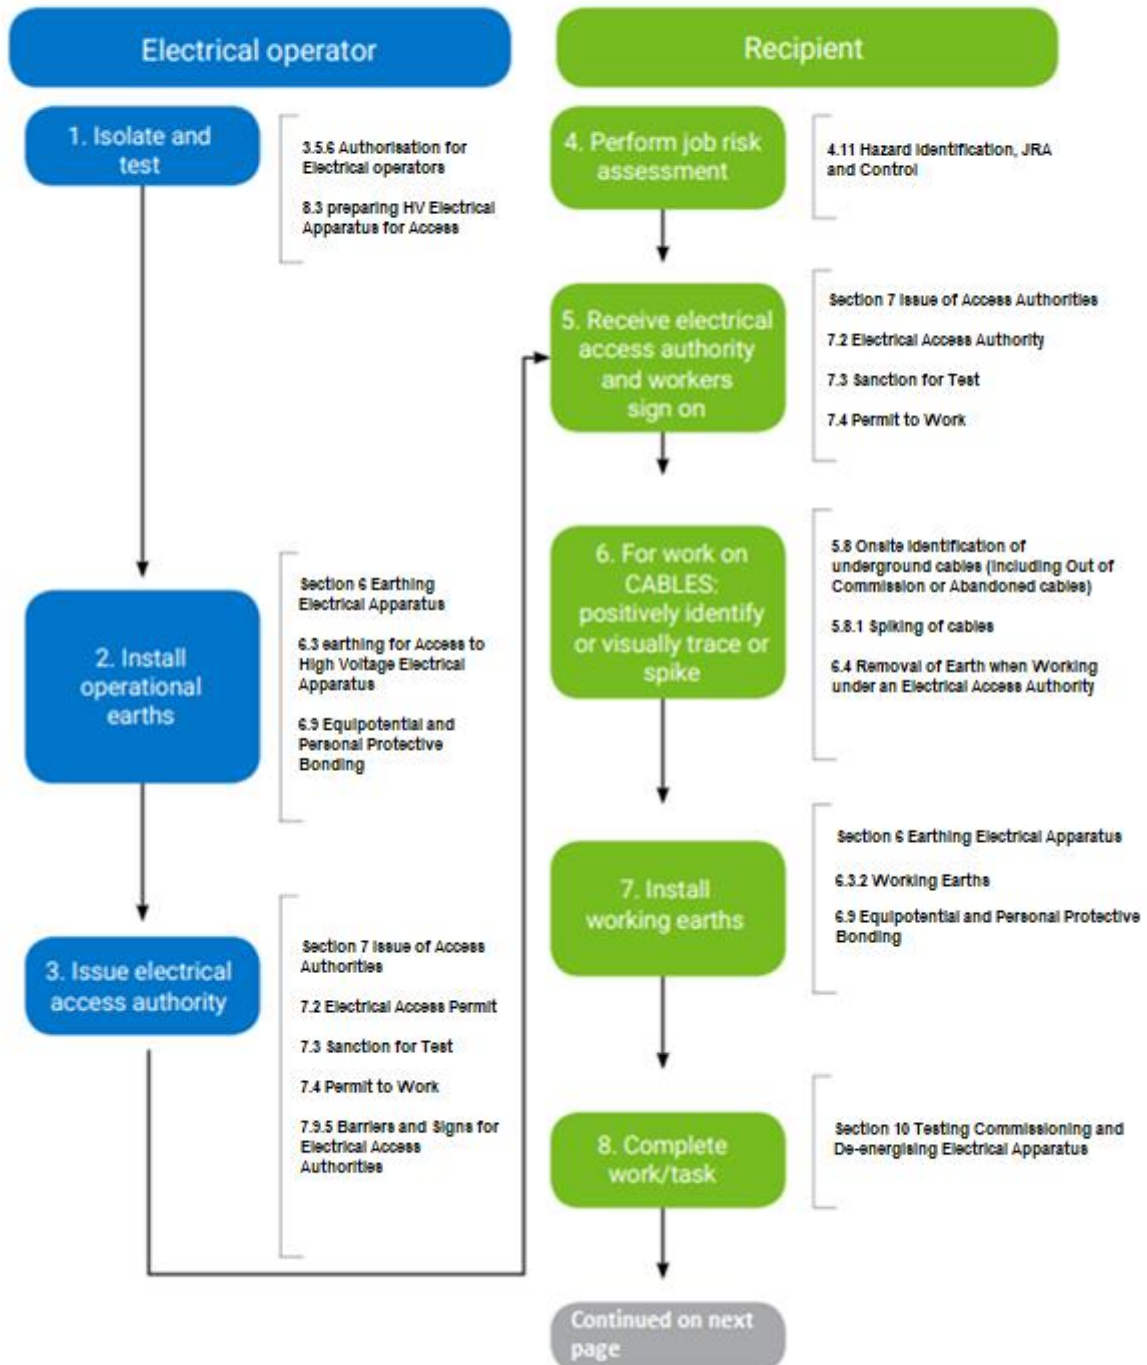 Electrical operator
Recipient
1. Isolate and
test
3.5.6 Authorisation for
Electrical operators
8.3 preparing HV Electrical
Apparatus for Access
2. Install
operational
earths
Section 6 Earthing
Electrical Apparatus
6.3 earthing for Access to
High Voltage Electrical
Apparatus
6.9 Equipotential and
Personal Protective
Bonding
3. Issue electrical
access authority
Section 7 Issue of Access
Authorities
7.2 Electrical Access Permit
7.3 Sanction for Test
7.4 Permit to Work
7.9.5 Barriers and Signs for
Electrical Access
Authorities
4. Perform job risk
assessment
4.11 Hazard Identification, JRA
and Control
5. Receive electrical
access authority
and workers
sign on
Section 7 Issue of Access Authorities
7.2 Electrical Access Authority
7.3 Sanction for Test
7.4 Permit to Work
6. For work on
CABLES:
positively identify
or visually trace or
spike
5.8 Onsite identification of
underground cables (including Out of
Commission or Abandoned cables)
5.8.1 Spiking of cables
6.4 Removal of Earth when Working
under an Electrical Access Authority
7. Install
working earths
Section 6 Earthing Electrical Apparatus
6.3.2 Working Earths
6.9 Equipotential and Personal Protective
Bonding
8. Complete
work/task
Section 10 Testing Commissioning and
De-energising Electrical Apparatus
Continued on next
page